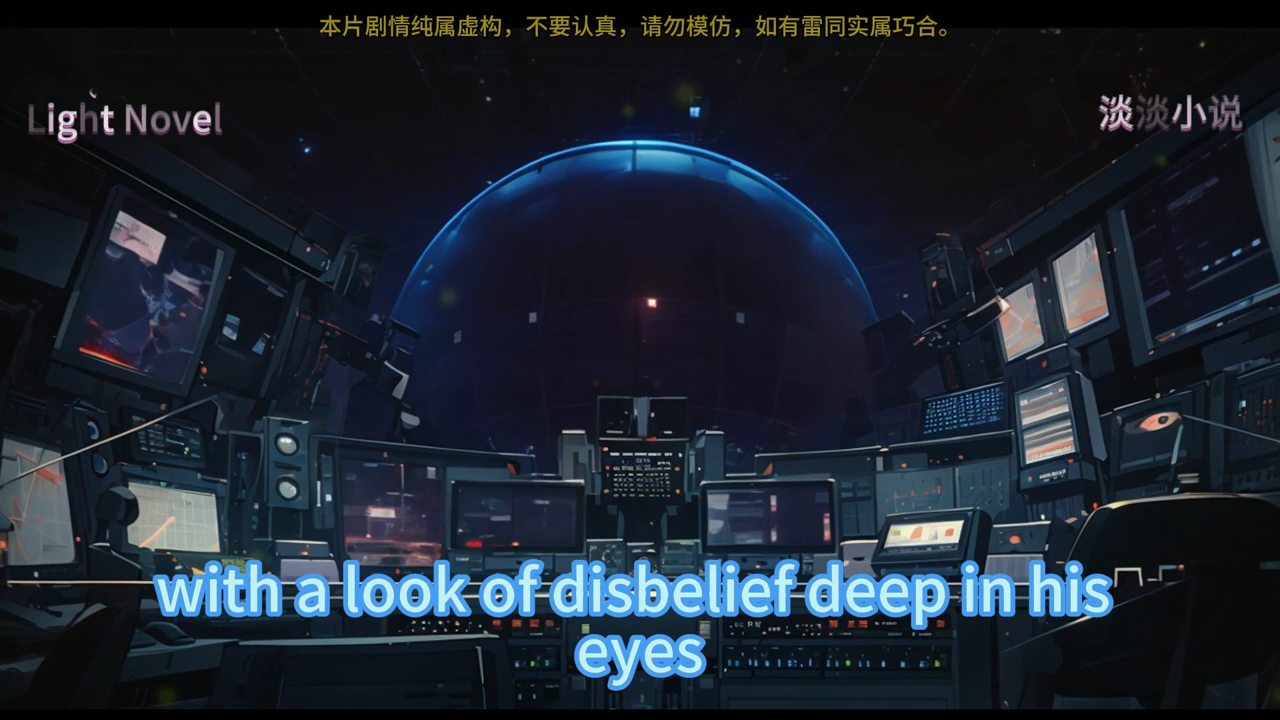 本片剧情纯属虚构，不要认真，请勿模仿，如有雷同实属巧合。
Light Novel
淡淡小说
with a look of disbelief deep in his
eyes